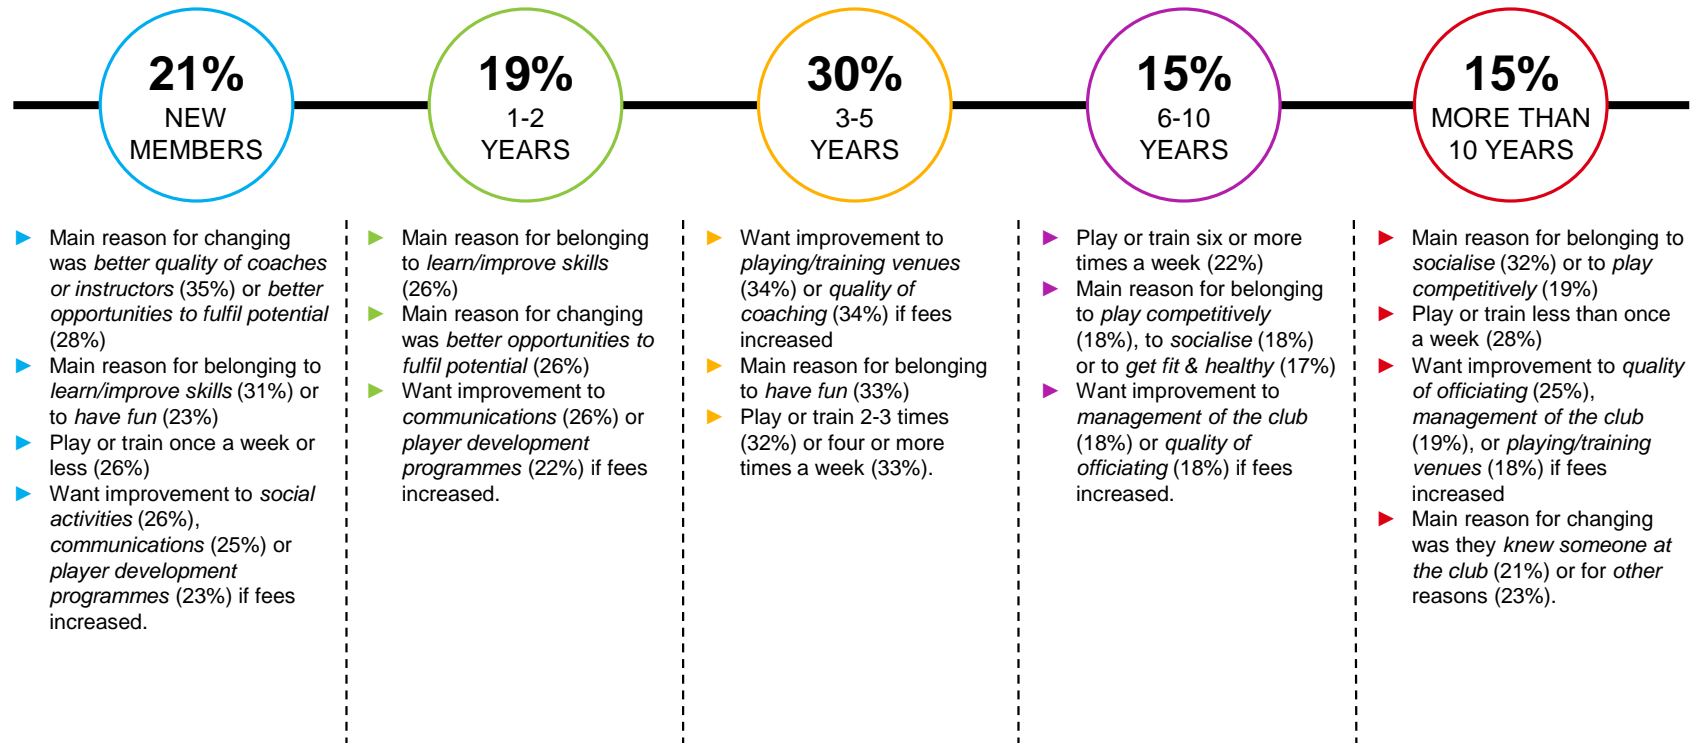 21%
NEW
MEMBERS
19%
1-2
YEARS
30%
3-5
YEARS
15%
6-10
YEARS
15%
MORE THAN
10 YEARS
Main reason for changing
was better quality of coaches
or instructors (35%) or better
opportunities to fulfil potential
(28%)
Main reason for belonging to
learn/improve skills (31%) or
to have fun (23%)
Play or train once a week or
less (26%)
Want improvement to social
activities (26%),
communications (25%) or
player development
programmes (23%) if fees
increased.
Main reason for belonging
to learn/improve skills
(26%)
Main reason for changing
was better opportunities to
fulfil potential (26%)
Want improvement to
communications (26%) or
player development
programmes (22%) if fees
increased.
Want improvement to
playing/training venues
(34%) or quality of
coaching (34%) if fees
increased
Main reason for belonging
to have fun (33%)
Play or train 2-3 times
(32%) or four or more
times a week (33%).
Play or train six or more
times a week (22%)
Main reason for belonging
to play competitively
(18%), to socialise (18%)
or to get fit & healthy (17%)
Want improvement to
management of the club
(18%) or quality of
officiating (18%) if fees
increased.
Main reason for belonging to
socialise (32%) or to play
competitively (19%)
Play or train less than once
a week (28%)
Want improvement to quality
of officiating (25%),
management of the club
(19%), or playing/training
venues (18%) if fees
increased
Main reason for changing
was they knew someone at
the club (21%) or for other
reasons (23%).